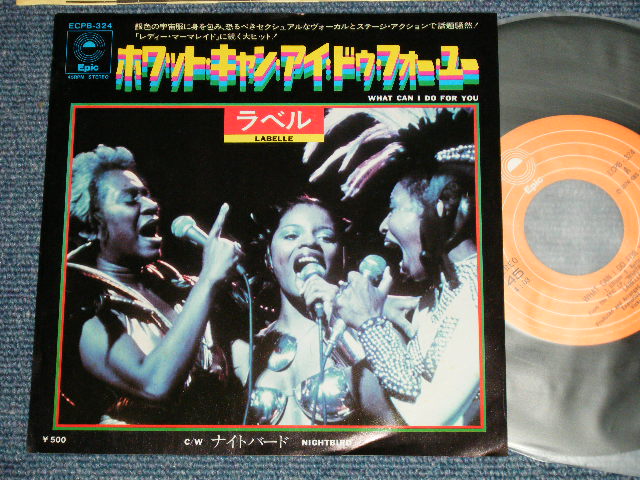 ECPB-324
Epic
45RPM STEREO
銀色の宇宙服に身を包み、恐るべきセクシュアルなヴォーカルとステージ・アクションで話題騒然!
「レディー・マーマレイド」に続く大ヒット!
ホワット・キャン・アイ・ドゥ・フォー・ユー
WHAT CAN I DO FOR YOU
ラベル
LABELLE
¥500
C/W ナイトバード NIGHTBIRD
Epic
ECPB-324
45